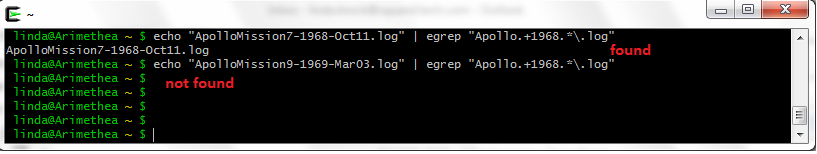 ~
linda@Arimethea ~ $ echo "ApolloMission7-1968-Oct11.log" | egrep "Apollo.+1968.*\.log"
ApolloMission7-1968-Oct11.log found
linda@Arimethea ~ $ echo "ApolloMission9-1969-Mar03.log" | egrep "Apollo.+1968.*\.log"
linda@Arimethea ~ $ not found
linda@Arimethea ~ $
linda@Arimethea ~ $
linda@Arimethea ~ $
linda@Arimethea ~ $